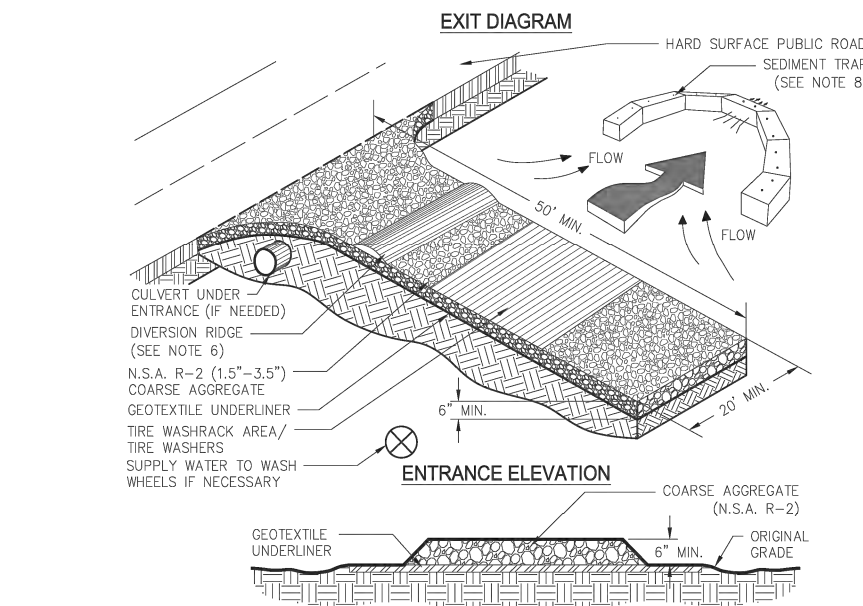 EXIT DIAGRAM
HARD SURFACE PUBLIC ROAD
SEDIMENT TRAP
(SEE NOTE 8
FLOW
50' MIN.
FLOW
CULVERT UNDER
ENTRANCE (IF NEEDED)
DIVERSION RIDGE
(SEE NOTE 6)
N.S.A. R-2 (1.5"-3.5")
COARSE AGGREGATE
GEOTEXTILE UNDERLINER
6" MIN.
20' MIN.
TIRE WASHRACK AREA/
TIRE WASHERS
SUPPLY WATER TO WASH
WHEELS IF NECESSARY
ENTRANCE ELEVATION
COARSE AGGREGATE
(N.S.A. R-2)
GEOTEXTILE
UNDERLINER
6" MIN.
ORIGINAL
GRADE